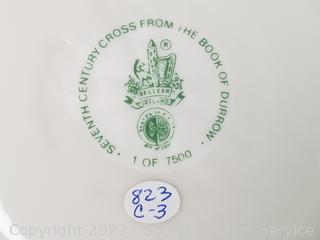 SEVENTH CENTURY CROSS FROM THE BOOK OF DURROW ·
· 1 OF 7500 ·
®
BELLEEK
IRELAND
823
C-3
Copyright 2023